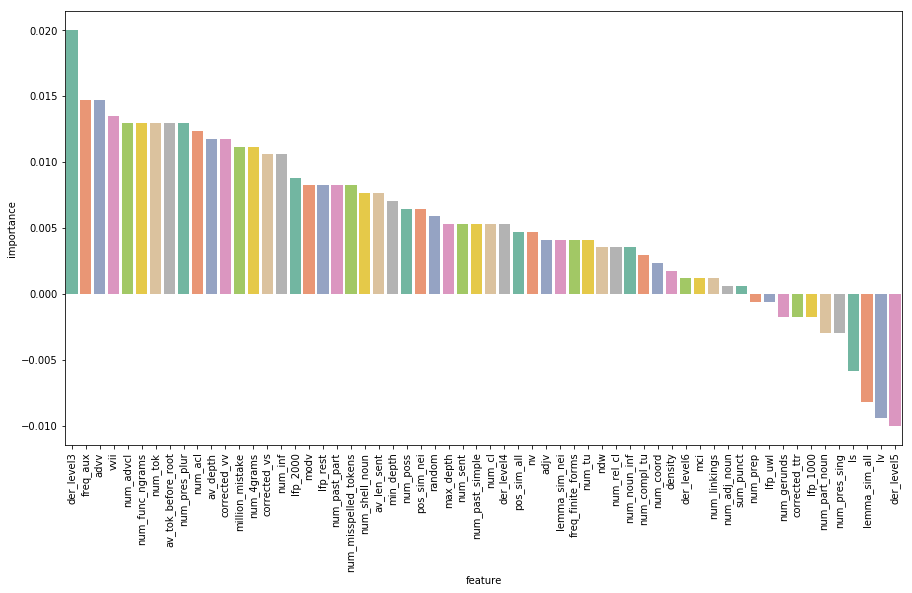 importance
0.020
0.015
0.010
0.005
0.000
−0.005
−0.010
der_level3
freq_aux
advv
vvii
num_advcl
num_func_ngrams
num_tok
av_tok_before_root
num_pres_plur
num_acl
av_depth
corrected_vv
million_mistake
num_4grams
corrected_vs
num_inf
lfp_2000
modv
lfp_rest
num_past_part
num_misspelled_tokens
num_shell_noun
av_len_sent
min_depth
num_poss
pos_sim_nei
random
max_depth
num_sent
num_past_simple
num_cl
der_level4
pos_sim_all
nv
adjv
lemma_sim_nei
freq_finite_forms
num_tu
ndw
num_rel_cl
num_noun_inf
num_compl_tu
num_coord
density
der_level6
mci
num_linkings
num_adj_noun
sum_punct
num_prep
lfp_uwl
num_gerunds
corrected_ttr
lfp_1000
num_part_noun
num_pres_sing
ls
lemma_sim_all
lv
der_level5
feature